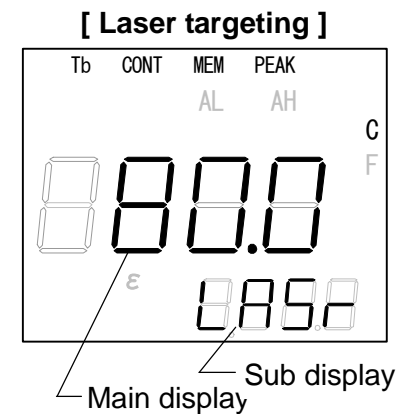 [ Laser targeting ]
Tb CONT MEM PEAK
AL AH
C
F
80.0
ε
LASr
Sub display
Main display